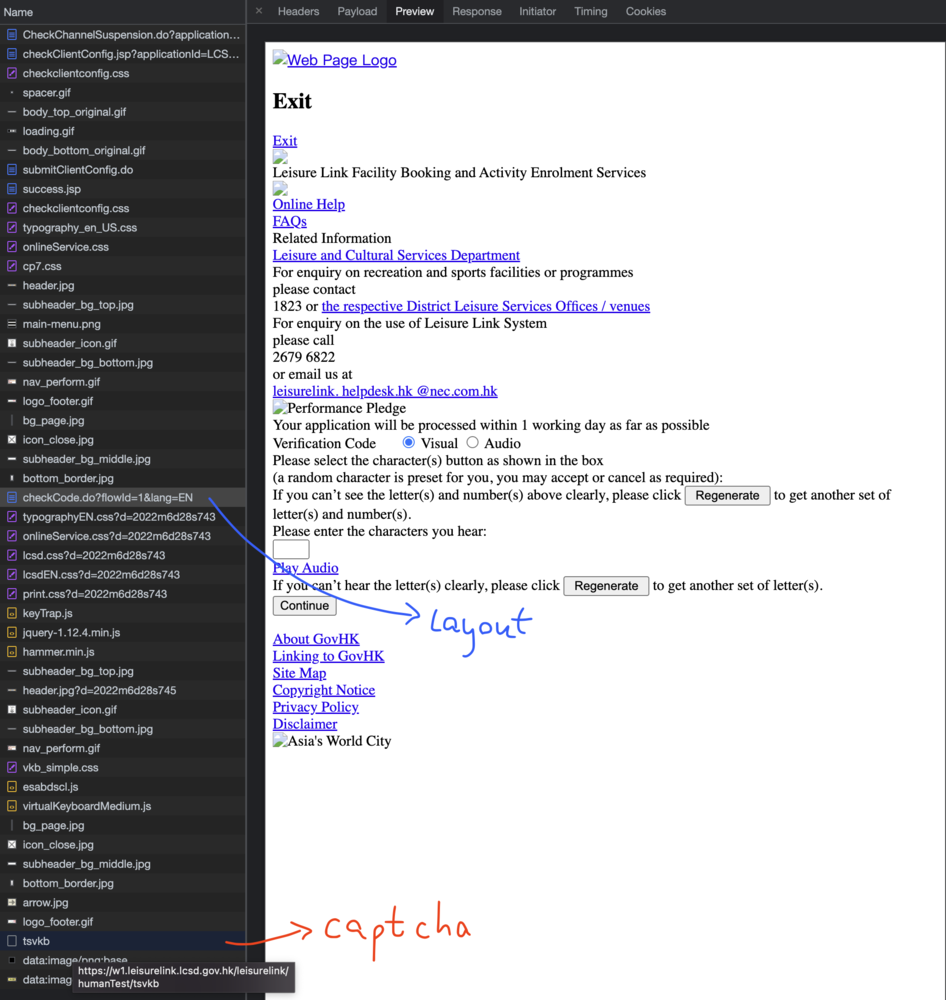 Name
× Headers Payload Preview Response Initiator Timing Cookies
CheckChannelSuspension.do?application...
checkClientConfig.jsp?applicationId=LCS...
checkclientconfig.css
spacer.gif
body_top_original.gif
loading.gif
body_bottom_original.gif
submitClientConfig.do
success.jsp
checkclientconfig.css
typography_en_US.css
onlineService.css
cp7.css
header.jpg
subheader_bg_top.jpg
main-menu.png
subheader_icon.gif
subheader_bg_bottom.jpg
nav_perform.gif
logo_footer.gif
bg_page.jpg
icon_close.jpg
subheader_bg_middle.jpg
bottom_border.jpg
checkCode.do?flowId=1&lang=EN
typographyEN.css?d=2022m6d28s743
onlineService.css?d=2022m6d28s743
lcsd.css?d=2022m6d28s743
lcsdEN.css?d=2022m6d28s743
print.css?d=2022m6d28s743
keyTrap.js
jquery-1.12.4.min.js
hammer.min.js
subheader_bg_top.jpg
header.jpg?d=2022m6d28s745
subheader_icon.gif
subheader_bg_bottom.jpg
nav_perform.gif
vkb_simple.css
esabdscl.js
virtualKeyboardMedium.js
bg_page.jpg
icon_close.jpg
subheader_bg_middle.jpg
bottom_border.jpg
arrow.jpg
logo_footer.gif
tsvkb
data:image/png;base...
data:imag
https://w1.leisurelink.lcsd.gov.hk/leisurelink/
humanTest/tsvkb
Web Page Logo
Exit
Exit
Leisure Link Facility Booking and Activity Enrolment Services
Online Help
FAQs
Related Information
Leisure and Cultural Services Department
For enquiry on recreation and sports facilities or programmes
please contact
1823 or the respective District Leisure Services Offices / venues
For enquiry on the use of Leisure Link System
please call
2679 6822
or email us at
leisurelink. helpdesk.hk @nec.com.hk
Performance Pledge
Your application will be processed within 1 working day as far as possible
Verification Code Visual Audio
Please select the character(s) button as shown in the box
(a random character is preset for you, you may accept or cancel as required):
If you can't see the letter(s) and number(s) above clearly, please click Regenerate to get another set of
letter(s) and number(s).
Please enter the characters you hear:
Play Audio
If you can't hear the letter(s) clearly, please click Regenerate to get another set of letter(s).
Continue
layout
About GovHK
Linking to GovHK
Site Map
Copyright Notice
Privacy Policy
Disclaimer
Asia's World City
captcha